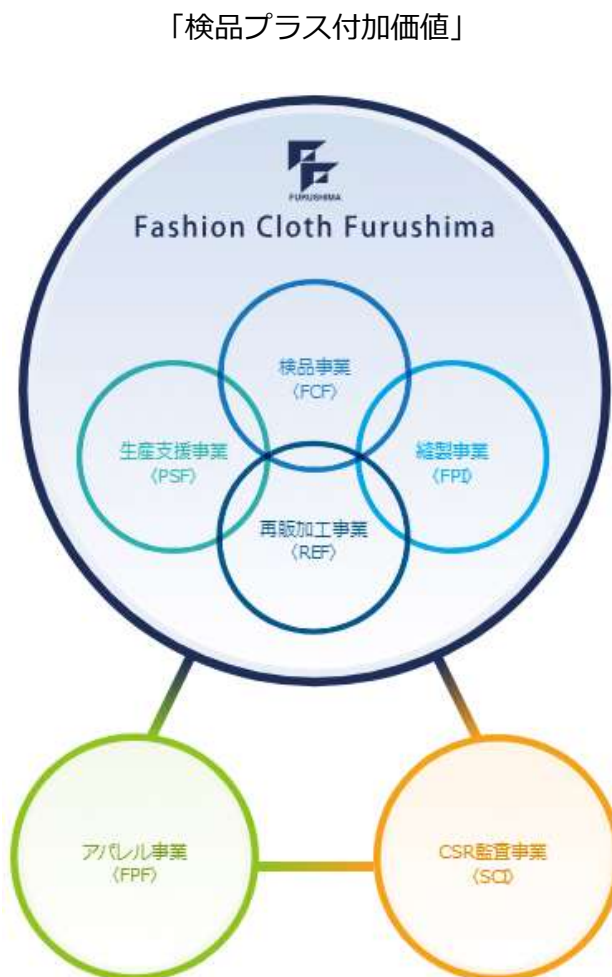 「検品プラス付加価値」
FURUSHIMA
Fashion Cloth Furushima
検品事業
〈FCF〉
生産支援事業
〈PSF〉
縫製事業
〈FPI〉
再販加工事業
〈REF〉
アパレル事業
〈FPF〉
CSR監査事業
〈SCI〉